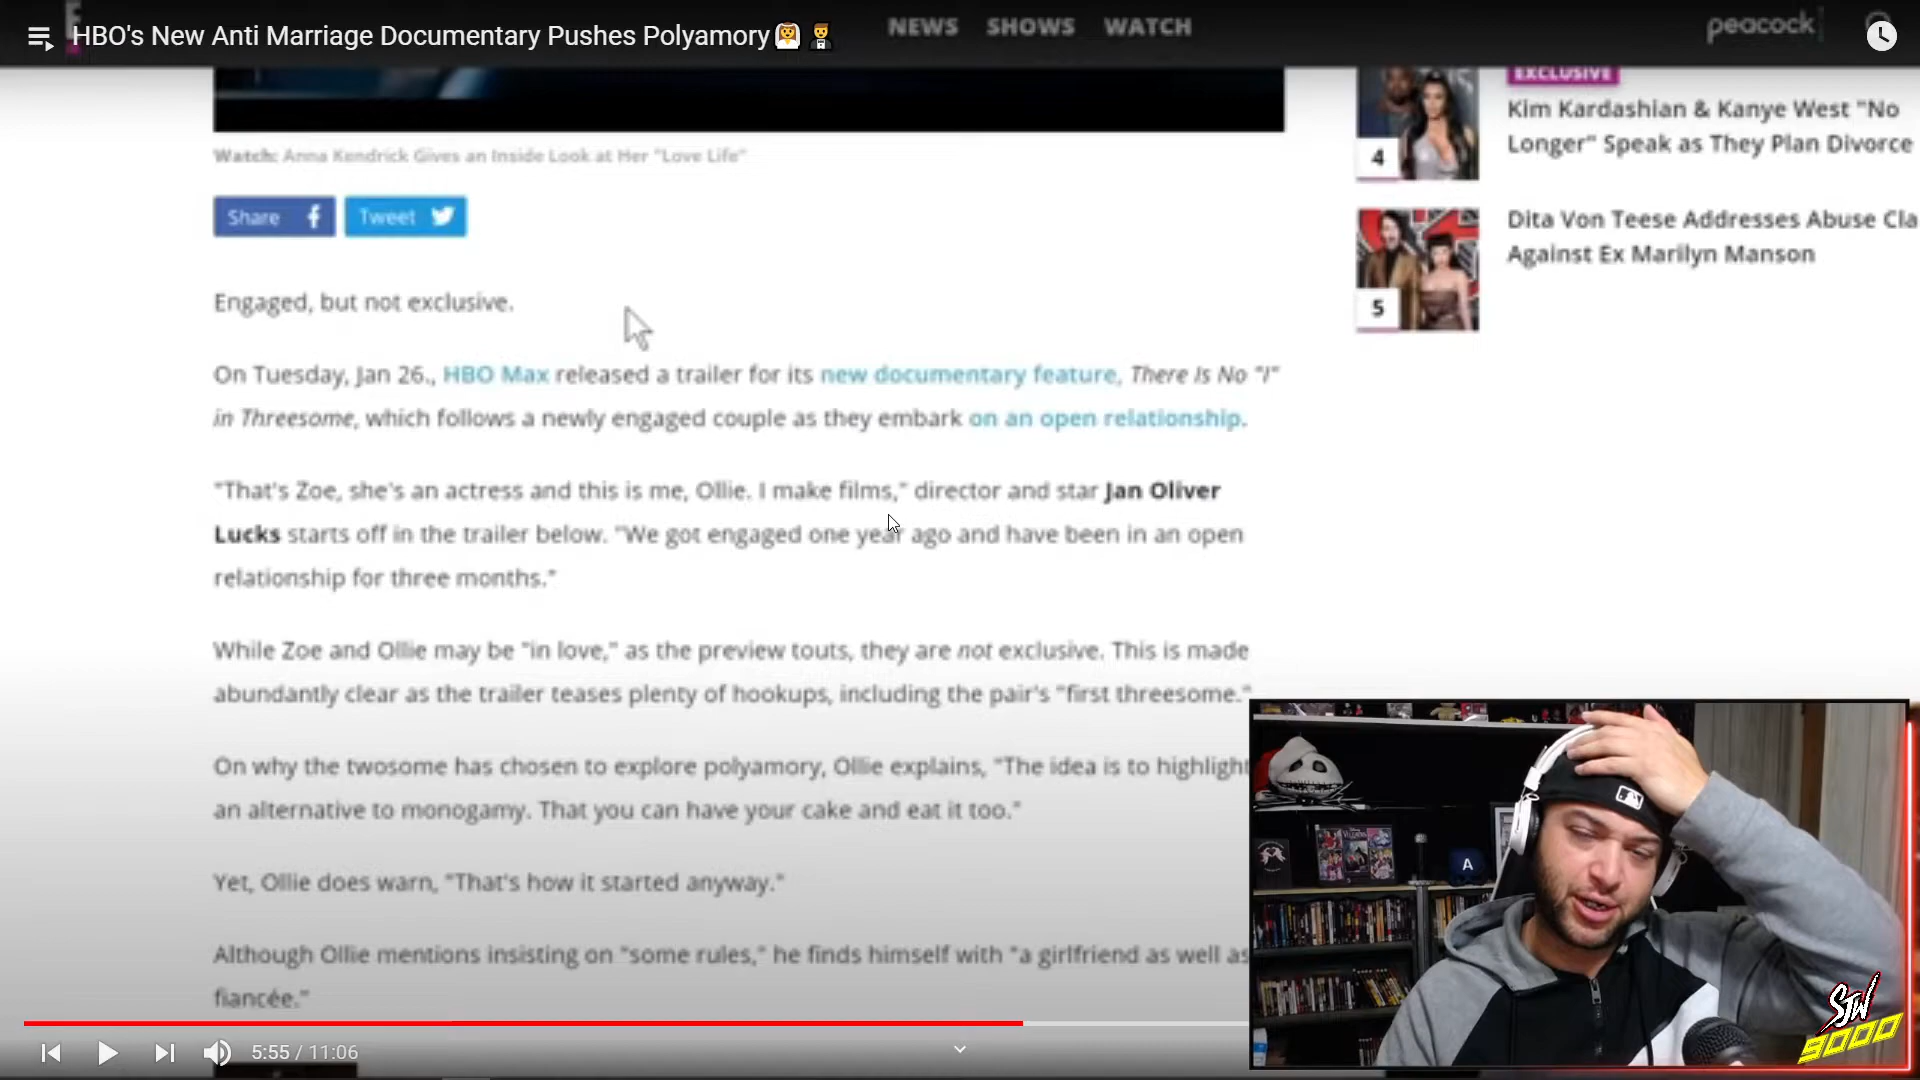 HBO's New Anti Marriage Documentary Pushes Polyamory
NEWS SHOWS WATCH
peacock
Watch: Anna Kendrick Gives an Inside Look at Her "Love Life"
Share
Tweet
Engaged, but not exclusive.
On Tuesday, Jan 26., HBO Max released a trailer for its new documentary feature, There Is No "I"
in Threesome, which follows a newly engaged couple as they embark on an open relationship.
"That's Zoe, she's an actress and this is me, Ollie. I make films," director and star Jan Oliver
Lucks starts off in the trailer below. "We got engaged one year ago and have been in an open
relationship for three months."
While Zoe and Ollie may be "in love," as the preview touts, they are not exclusive. This is made
abundantly clear as the trailer teases plenty of hookups, including the pair's "first threesome."
On why the twosome has chosen to explore polyamory, Ollie explains, "The idea is to highlight
an alternative to monogamy. That you can have your cake and eat it too."
Yet, Ollie does warn, "That's how it started anyway."
Although Ollie mentions insisting on "some rules," he finds himself with "a girlfriend as well as
fiancée."
EXCLUSIVE
Kim Kardashian & Kanye West "No
Longer" Speak as They Plan Divorce
4
Dita Von Teese Addresses Abuse Cla
Against Ex Marilyn Manson
5
A
SJW
9000
5:55 / 11:06